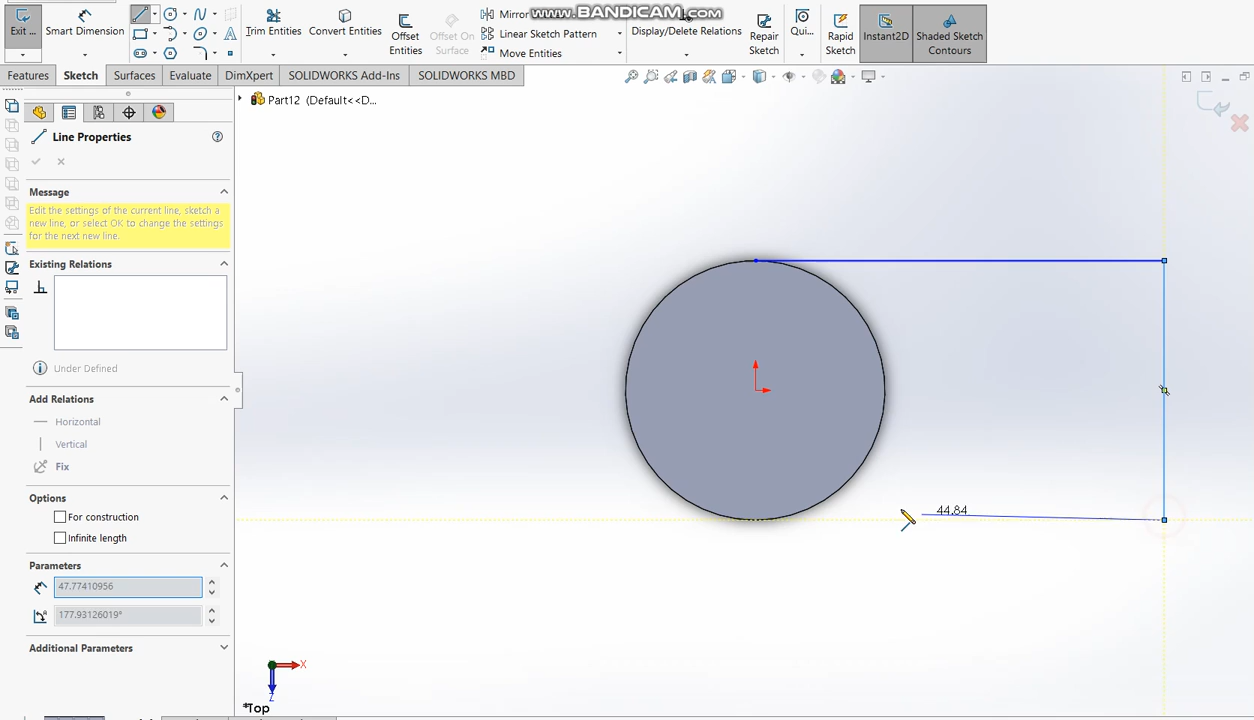 www.BANDICAM.com
Exit ...
Smart Dimension
Trim Entities
Convert Entities
Offset Entities
Offset On Surface
Mirror
Linear Sketch Pattern
Move Entities
Display/Delete Relations
Repair Sketch
Qui...
Rapid Sketch
Instant2D
Shaded Sketch Contours
Features
Sketch
Surfaces
Evaluate
DimXpert
SOLIDWORKS Add-Ins
SOLIDWORKS MBD
Part12 (Default<<D...
Line Properties
Message
Edit the settings of the current line, sketch a
new line, or select OK to change the settings
for the next new line.
Existing Relations
Under Defined
Add Relations
Horizontal
Vertical
Fix
Options
For construction
Infinite length
Parameters
47.77410956
177.93126019°
Additional Parameters
44.84
X
Z
*Top